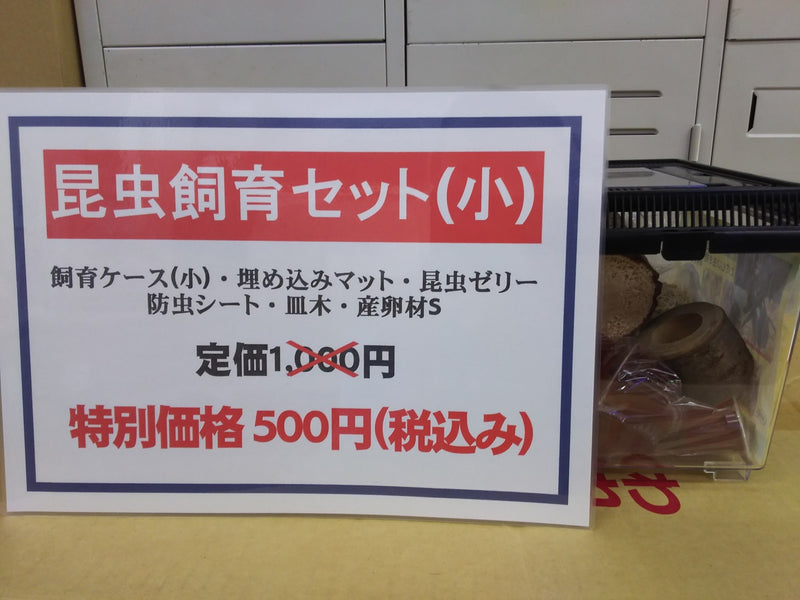 昆虫飼育セット(小)
飼育ケース(小)・埋め込みマット・昆虫ゼリー
防虫シート・皿木・産卵材S
定価1,000円
特別価格 500円(税込み)